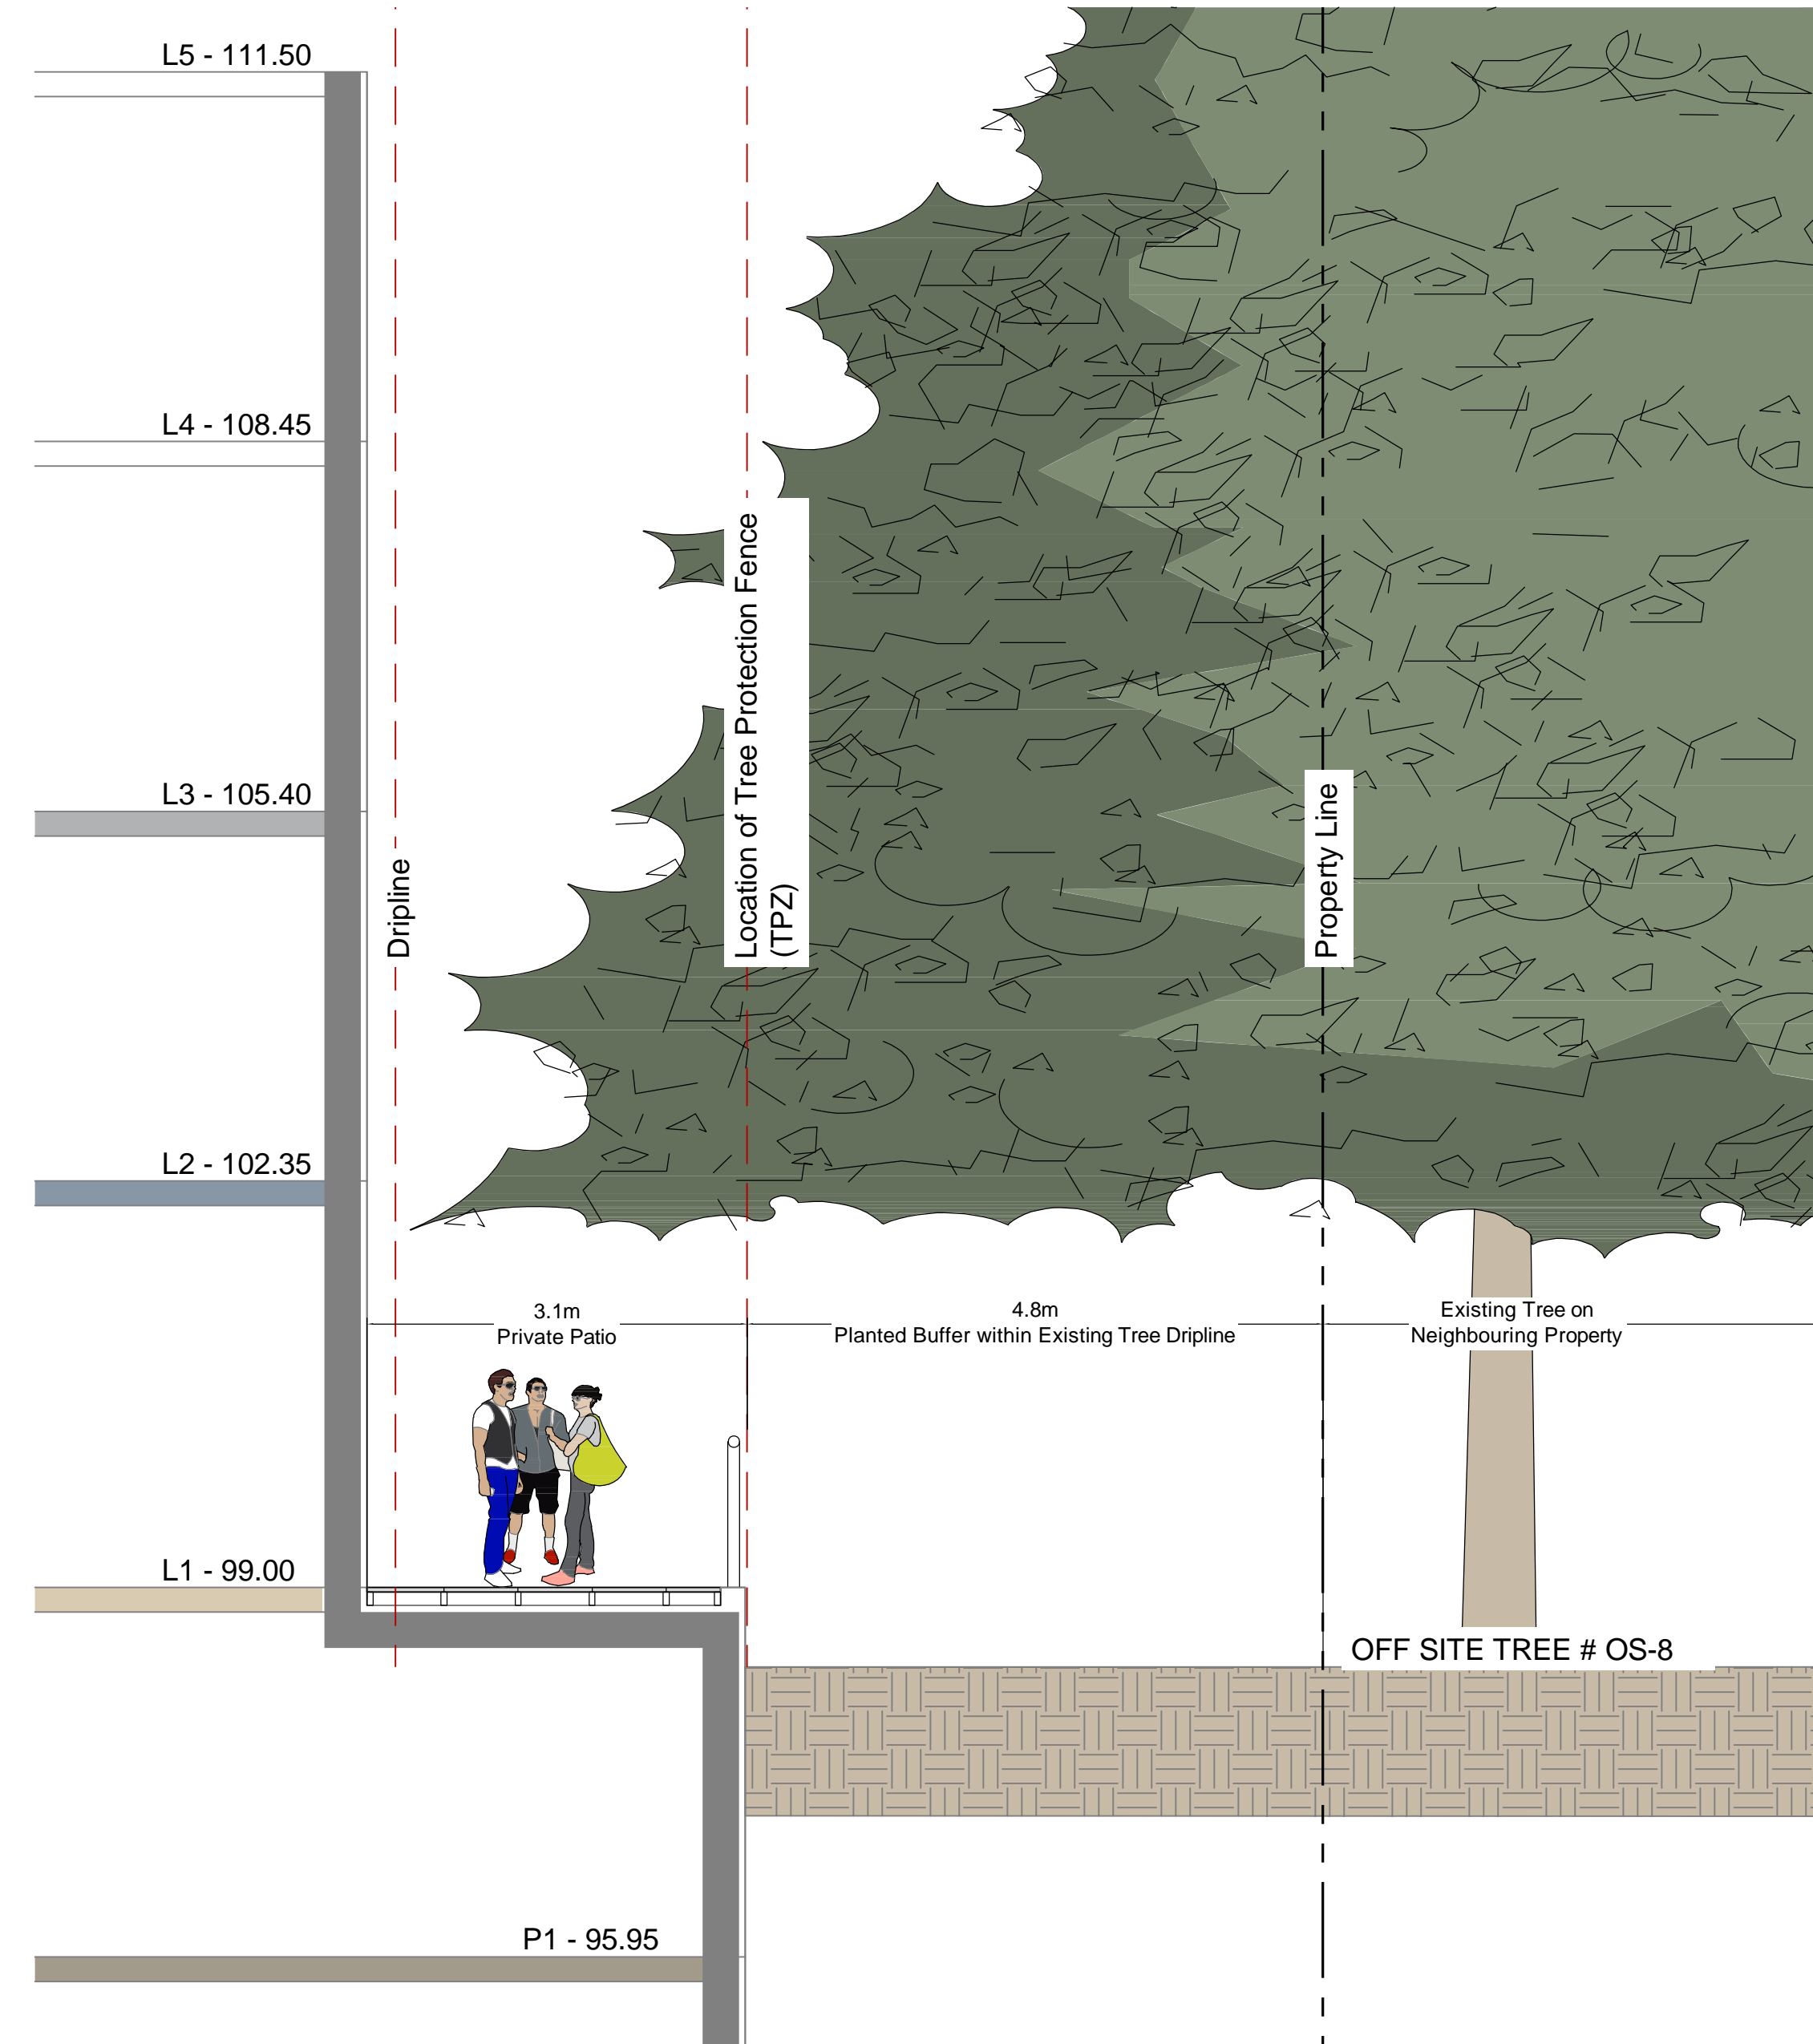 L5 - 111.50
L4 - 108.45
L3 - 105.40
L2 - 102.35
L1 - 99.00
P1 - 95.95
Dripline
Location of Tree Protection Fence
(TPZ)
Property Line
3.1m
Private Patio
4.8m
Planted Buffer within Existing Tree Dripline
Existing Tree on
Neighbouring Property
OFF SITE TREE # OS-8